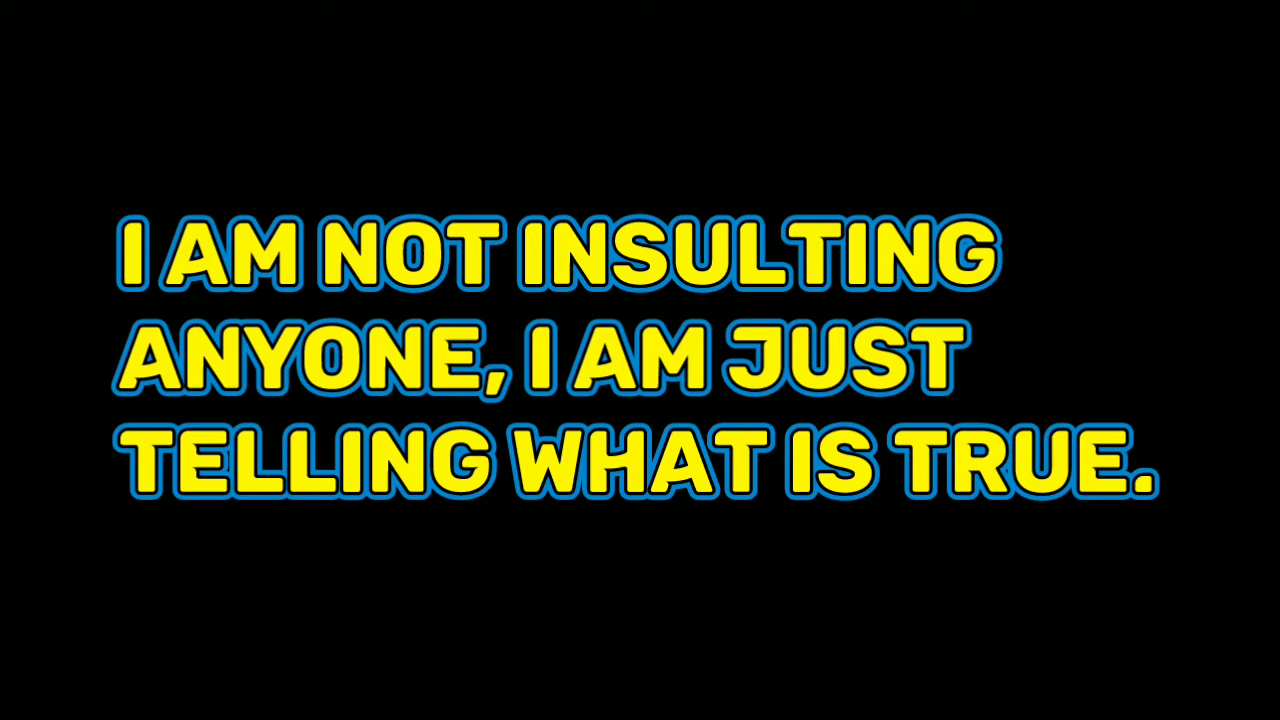 I AM NOT INSULTING
ANYONE, I AM JUST
TELLING WHAT IS TRUE.